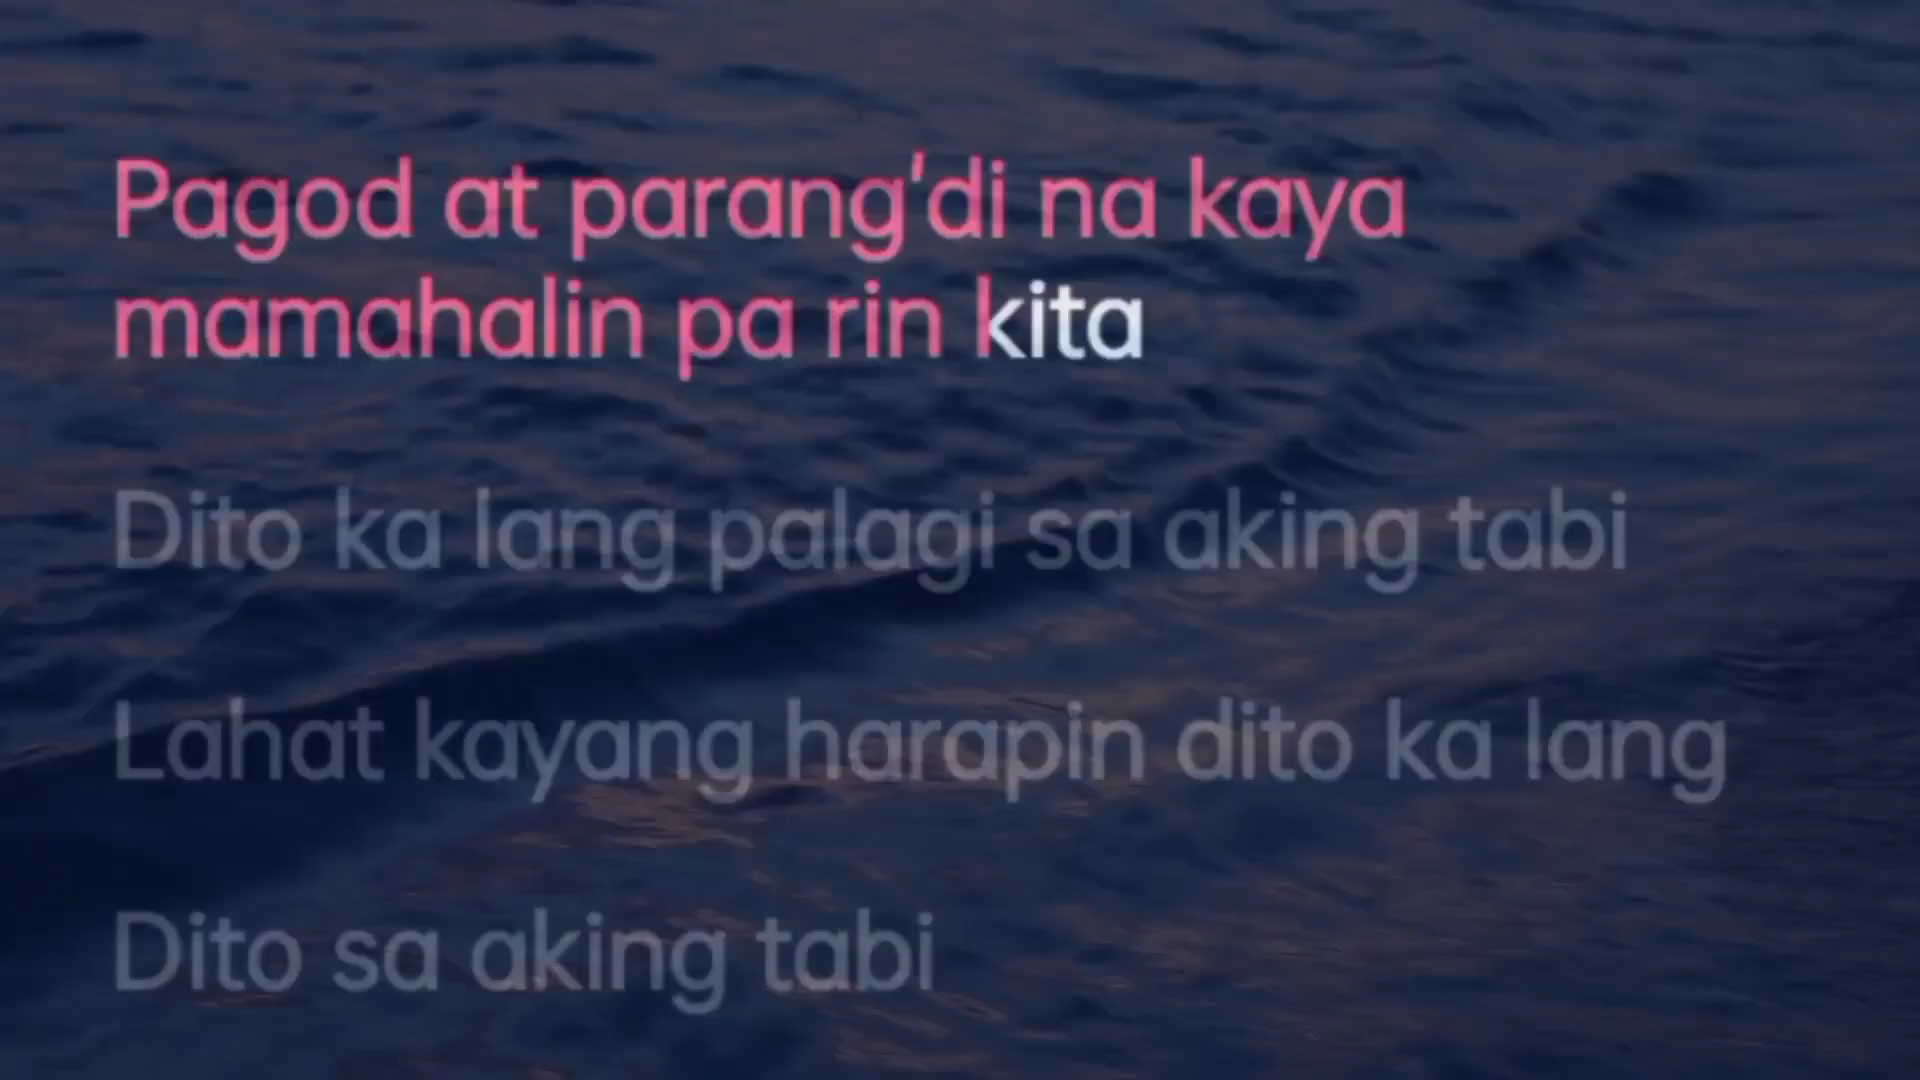 Pagod at parang'di na kaya
mamahalin pa rin kita
Dito ka lang palagi sa aking tabi
Lahat kayang harapin dito ka lang
Dito sa aking tabi